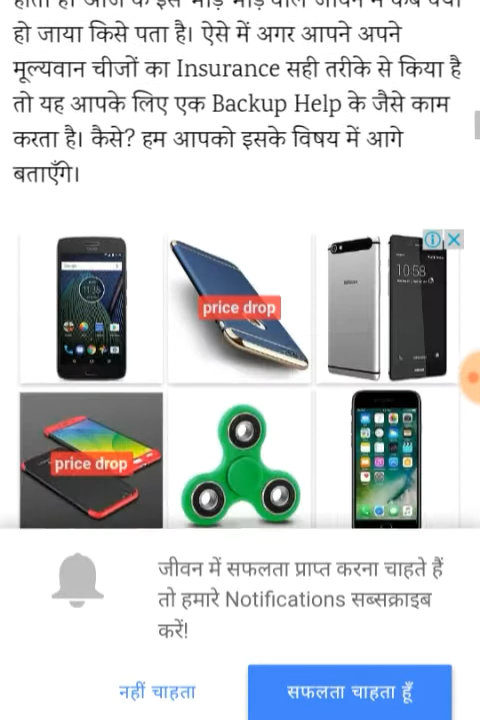 हो जाया किसे पता है। ऐसे में अगर आपने अपने
मूल्यवान चीजों का Insurance सही तरीके से किया है
तो यह आपके लिए एक Backup Help के जैसे काम
करता है। कैसे? हम आपको इसके विषय में आगे
बताएँगे।
10:58
price drop
price drop
जीवन में सफलता प्राप्त करना चाहते हैं
तो हमारे Notifications सब्सक्राइब
करें!
नहीं चाहता
सफलता चाहता हूँ